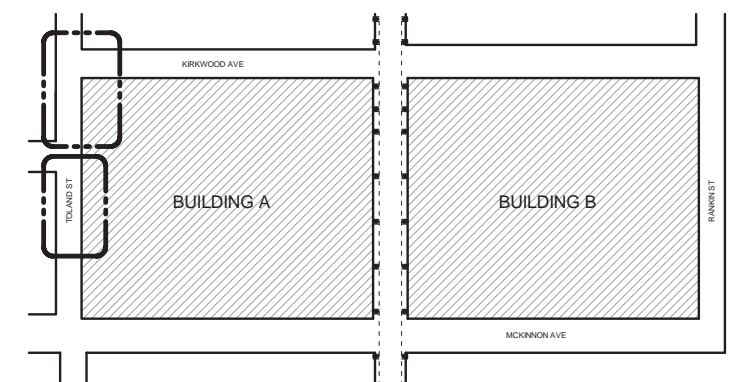 KIRKWOOD AVE
TOLAND ST
BUILDING A
BUILDING B
RANKIN ST
MCKINNON AVE